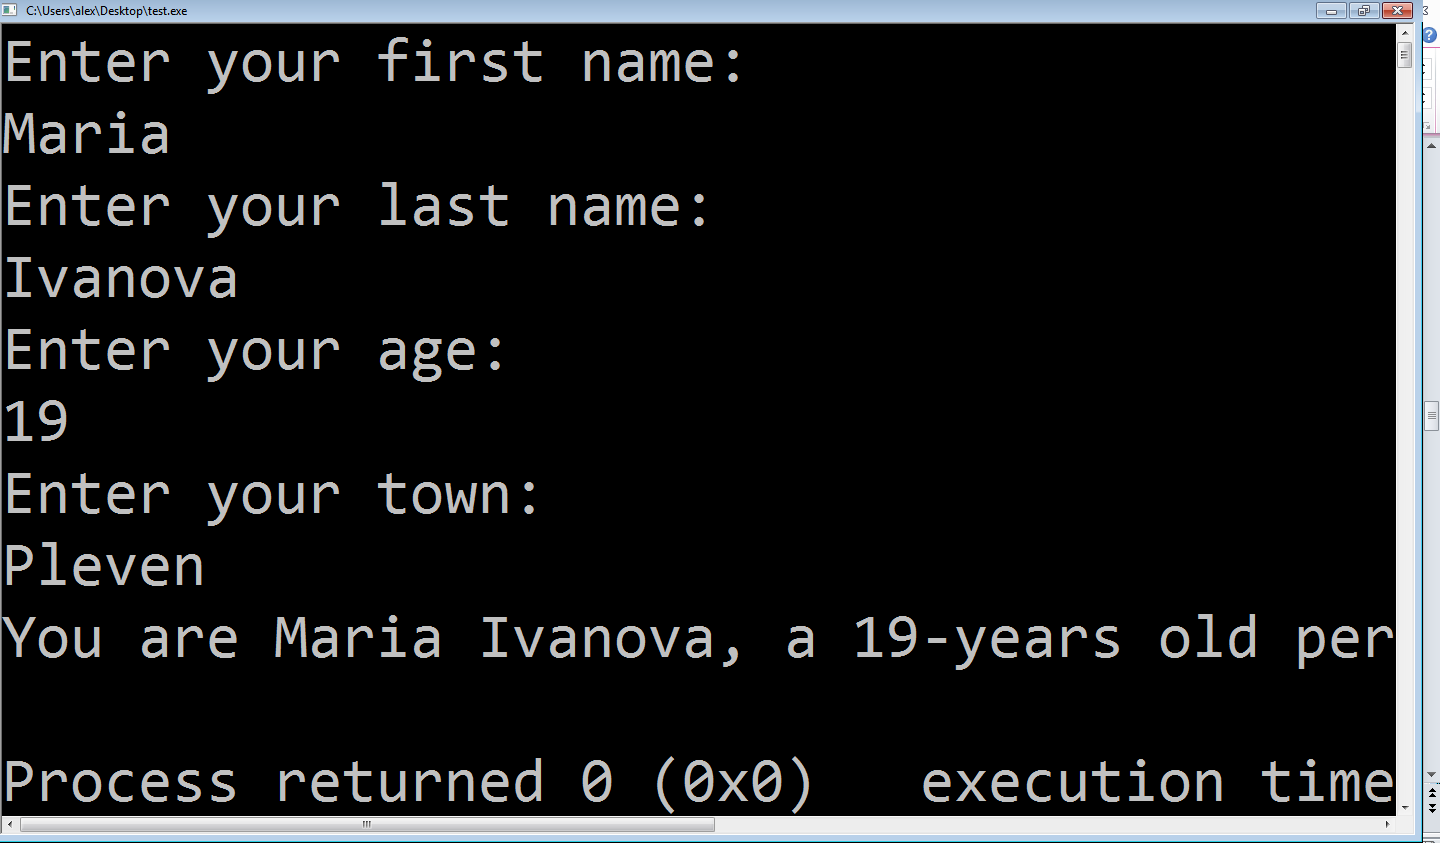 C:\Users\alex\Desktop\test.exe
Enter your first name:
Maria
Enter your last name:
Ivanova
Enter your age:
19
Enter your town:
Pleven
You are Maria Ivanova, a 19-years old per
Process returned 0 (0x0)   execution time